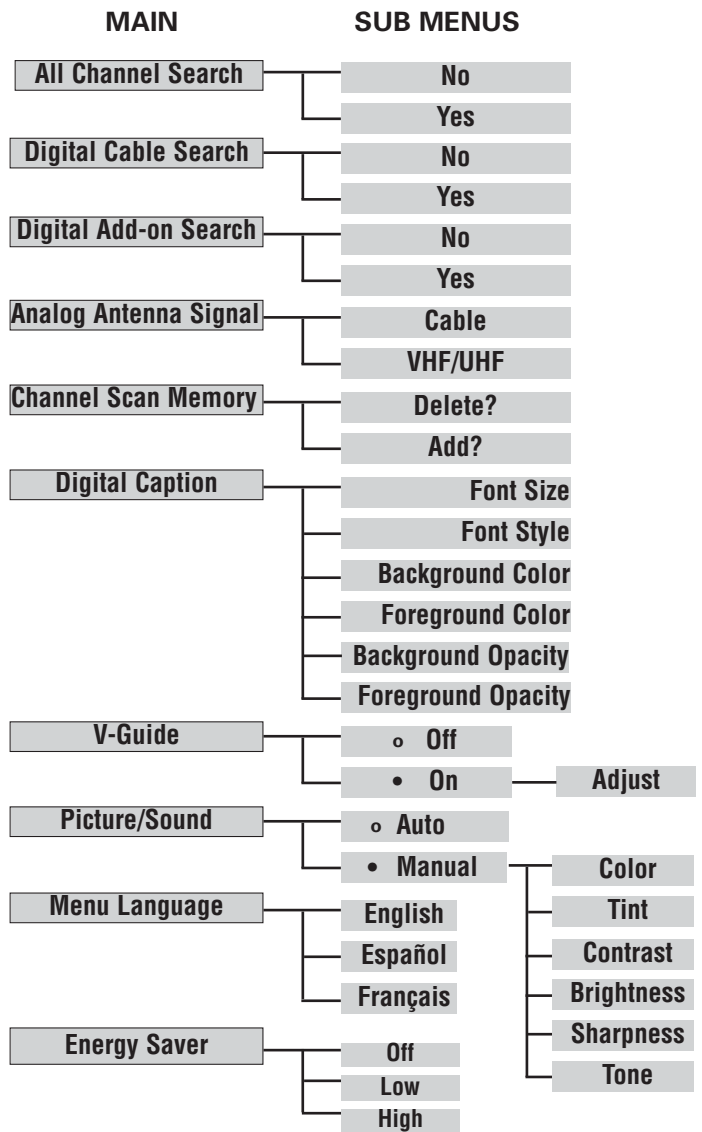 MAIN SUB MENUS
All Channel Search No
Yes
Digital Cable Search No
Yes
Digital Add-on Search No
Yes
Analog Antenna Signal Cable
VHF/UHF
Channel Scan Memory Delete?
Add?
Digital Caption Font Size
Font Style
Background Color
Foreground Color
Background Opacity
Foreground Opacity
V-Guide o Off
• On Adjust
Picture/Sound o Auto
• Manual Color
Menu Language English Tint
Español Contrast
Français Brightness
Energy Saver Off Sharpness
Low Tone
High